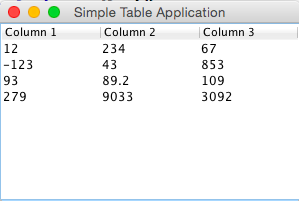 Simple Table Application
Column 1 Column 2 Column 3
12 234 67
-123 43 853
93 89.2 109
279 9033 3092